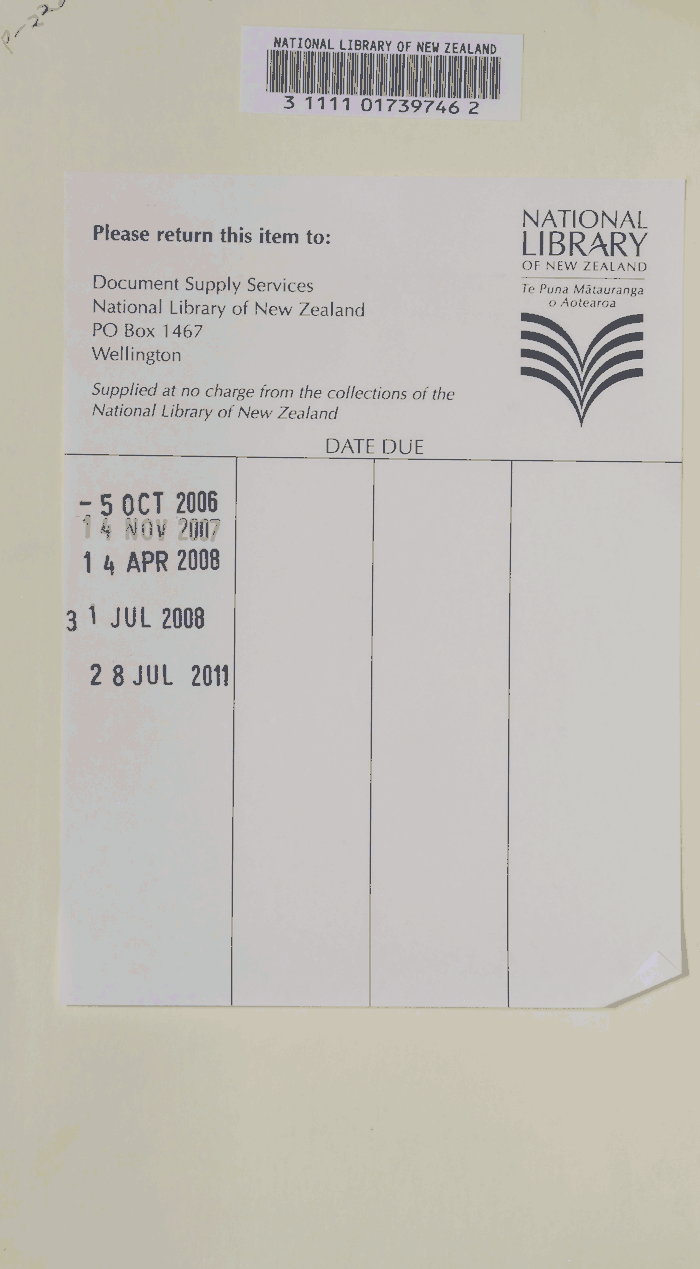 NATIONAL LIBRARY OF NEW ZEALAND
3 1111 01739746 2
Please return this item to:
Document Supply Services
National Library of New Zealand
PO Box 1467
Wellington
Supplied at no charge from the collections of the
National Library of New Zealand
NATIONAL
LIBRARY
OF NEW ZEALAND
Te Puna Mātauranga
o Aotearoa
DATE DUE
- 5 OCT 2006
14 NOV 2007
14 APR 2008
31 JUL 2008
28 JUL 2011